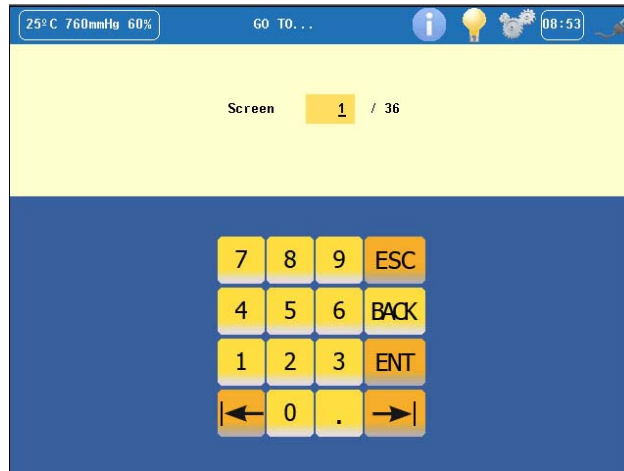 25ºC 760mmHg 60% GO TO... i 08:53
Screen 1 / 36
7 8 9 ESC
4 5 6 BACK
1 2 3 ENT
0 .